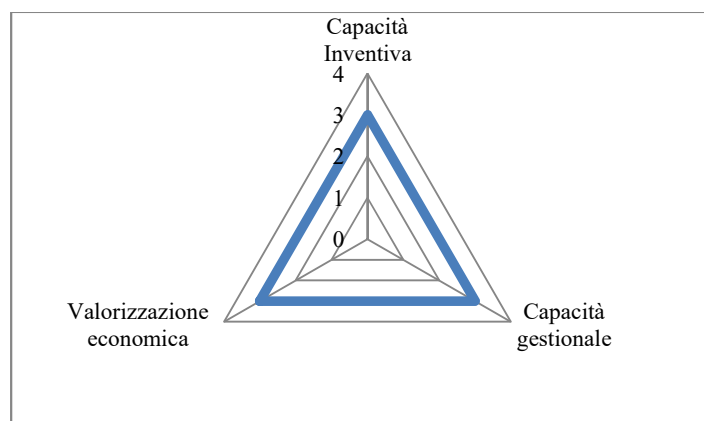 Capacità
Inventiva
4
3
2
1
0
Valorizzazione
economica
Capacità
gestionale